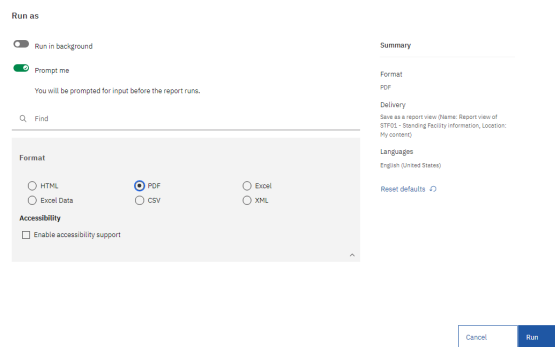 Run as
Run in background
Prompt me
You will be prompted for input before the report runs.
Find
Format
HTML
PDF
Excel
Excel Data
CSV
XML
Accessibility
Enable accessibility support
Summary
Format
PDF
Delivery
Save as a report view (Name: Report view of
STF01 - Standing Facility Information, Location:
My content)
Languages
English (United States)
Reset defaults
Cancel
Run